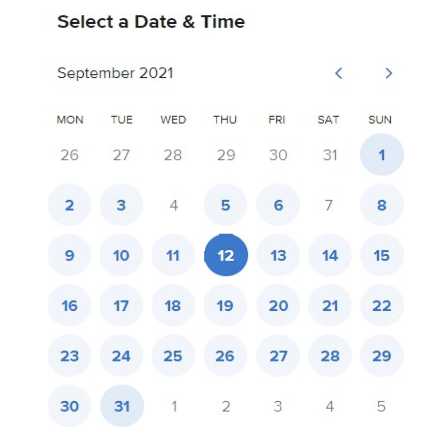 Select a Date & Time
September 2021 < >
MON TUE WED THU FRI SAT SUN
26 27 28 29 30 31 1
2 3 4 5 6 7 8
9 10 11 12 13 14 15
16 17 18 19 20 21 22
23 24 25 26 27 28 29
30 31 1 2 3 4 5